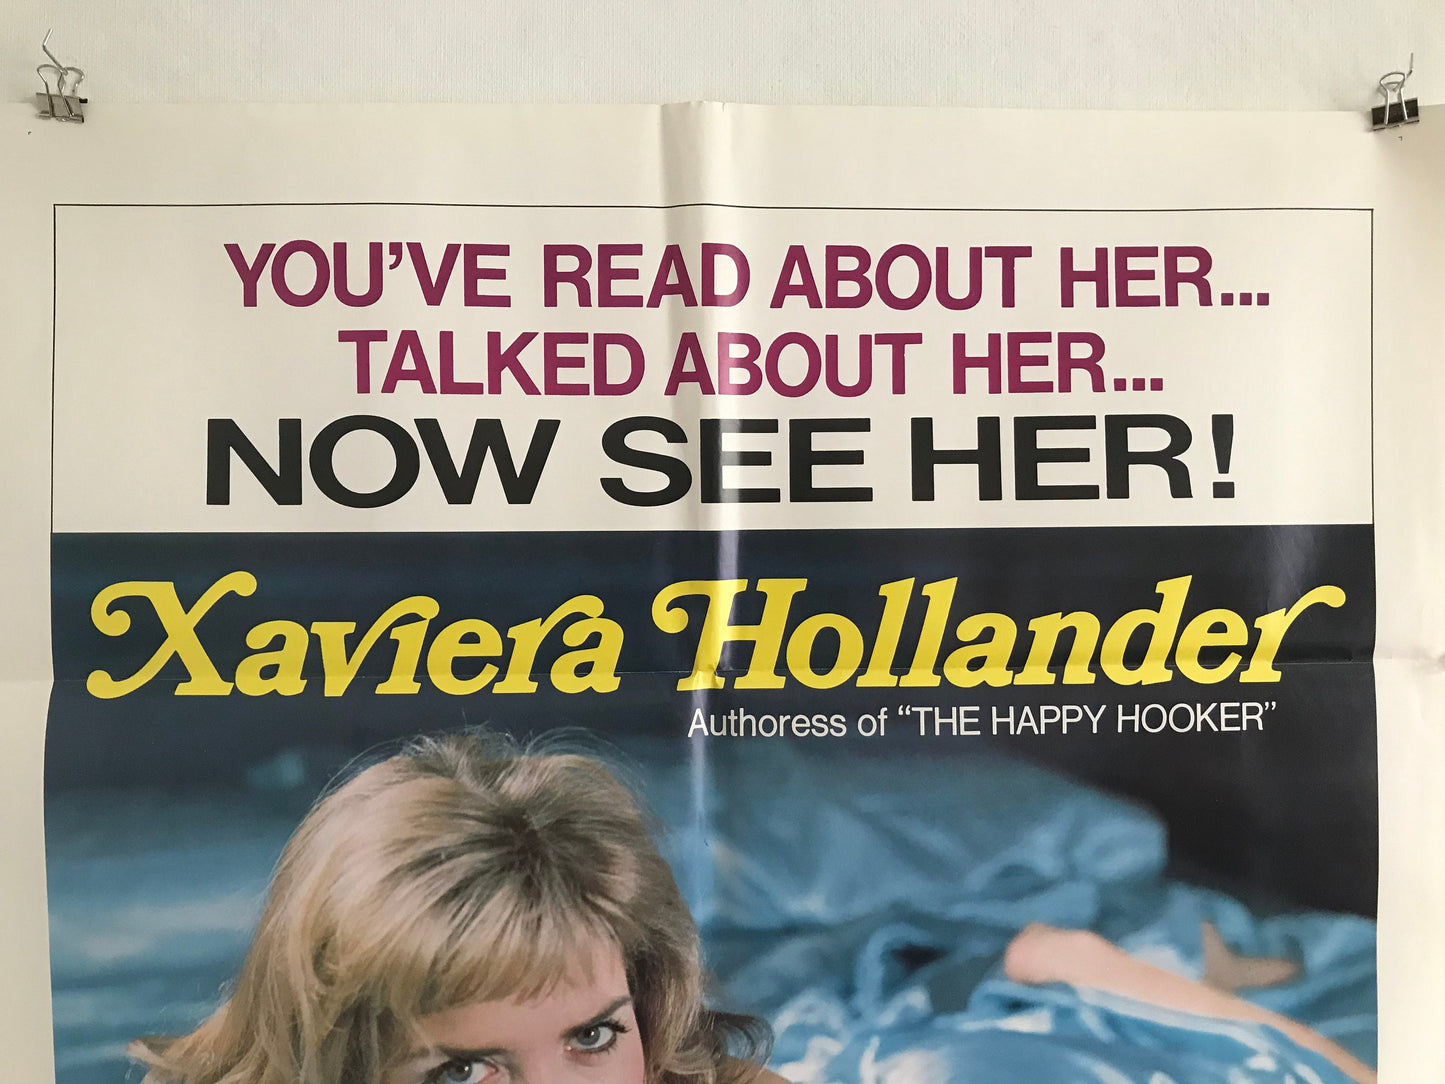 YOU'VE READ ABOUT HER...
TALKED ABOUT HER...
NOW SEE HER!
Xaviera Hollander
Authoress of “THE HAPPY HOOKER”